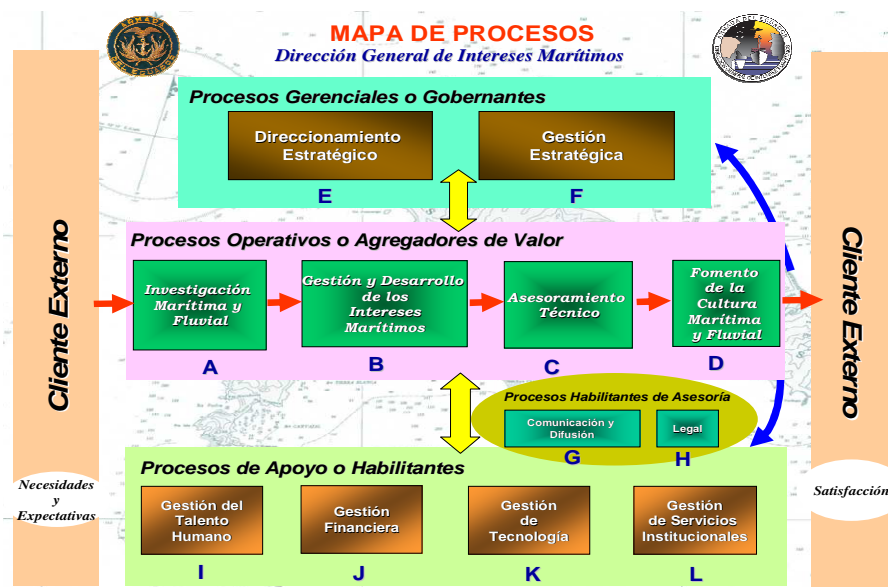 MAPA DE PROCESOS
Dirección General de Intereses Marítimos
ARMADA
DEL ECUADOR
Procesos Gerenciales o Gobernantes
Direccionamiento
Estratégico
E
Gestión
Estratégica
F
Cliente Externo
Procesos Operativos o Agregadores de Valor
Investigación
Marítima y
Fluvial
A
Gestión y Desarrollo
de los
Intereses
Marítimos
B
Asesoramiento
Técnico
C
Fomento
de la
Cultura
Marítima
y Fluvial
D
Cliente Externo
Procesos Habilitantes de Asesoría
Comunicación y
Difusión
G
Legal
H
Procesos de Apoyo o Habilitantes
Gestión del
Talento
Humano
I
Gestión
Financiera
J
Gestión
de
Tecnología
K
Gestión
de Servicios
Institucionales
L
Necesidades
y
Expectativas
Satisfacción